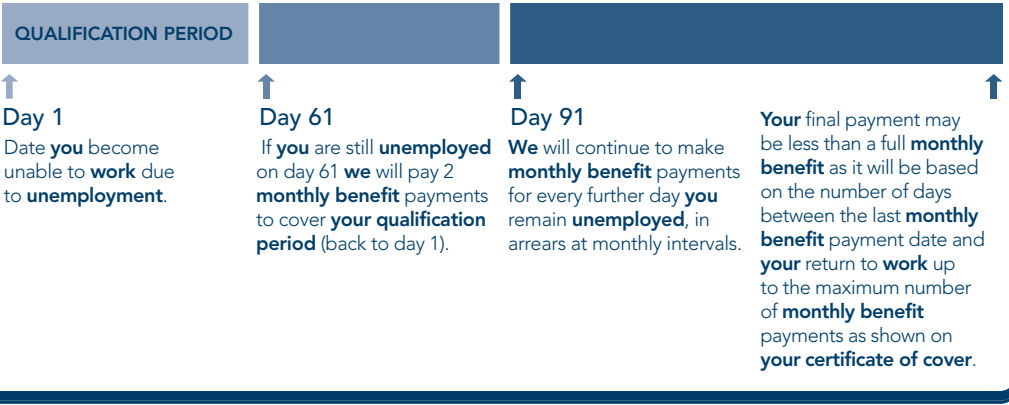 QUALIFICATION PERIOD
Day 1
Date you become
unable to work due
to unemployment.
Day 61
If you are still unemployed
on day 61 we will pay 2
monthly benefit payments
to cover your qualification
period (back to day 1).
Day 91
We will continue to make
monthly benefit payments
for every further day you
remain unemployed, in
arrears at monthly intervals.
Your final payment may
be less than a full monthly
benefit as it will be based
on the number of days
between the last monthly
benefit payment date and
your return to work up
to the maximum number
of monthly benefit
payments as shown on
your certificate of cover.